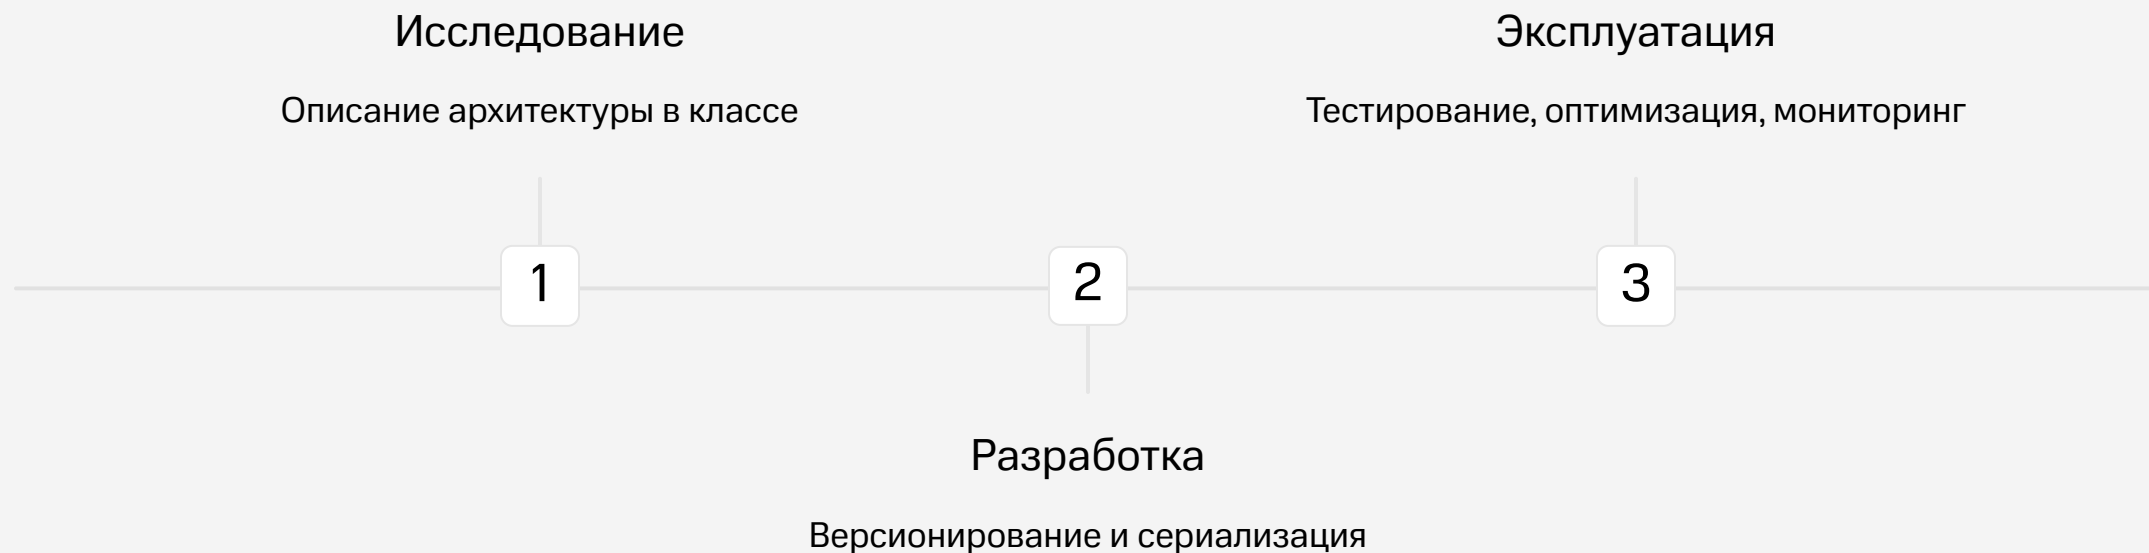 Исследование
Описание архитектуры в классе
1
2
Разработка
Версионирование и сериализация
Эксплуатация
Тестирование, оптимизация, мониторинг
3